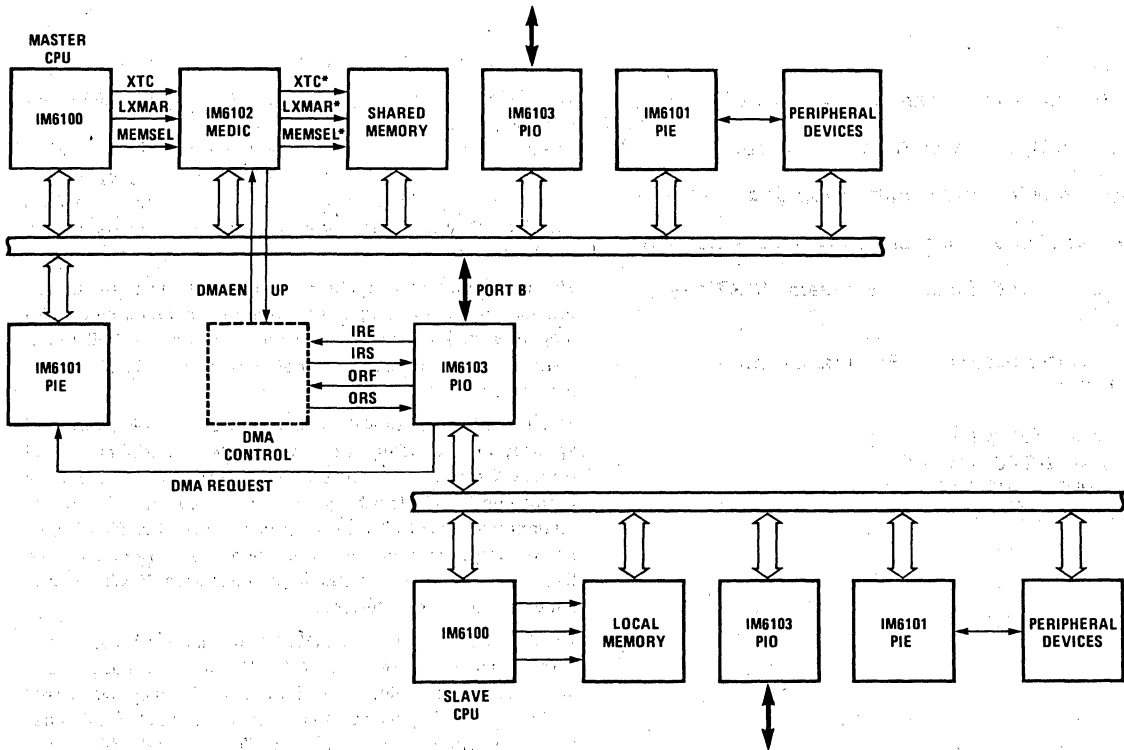 MASTER
CPU
IM6100
XTC
LXMAR
MEMSEL
IM6102
MEDIC
XTC*
LXMAR*
MEMSEL*
SHARED
MEMORY
IM6103
PIO
IM6101
PIE
PERIPHERAL
DEVICES
DMAEN
UP
PORT B
IM6101
PIE
IRE
IRS
ORF
ORS
IM6103
PIO
DMA
CONTROL
DMA REQUEST
IM6100
LOCAL
MEMORY
IM6103
PIO
IM6101
PIE
PERIPHERAL
DEVICES
SLAVE
CPU